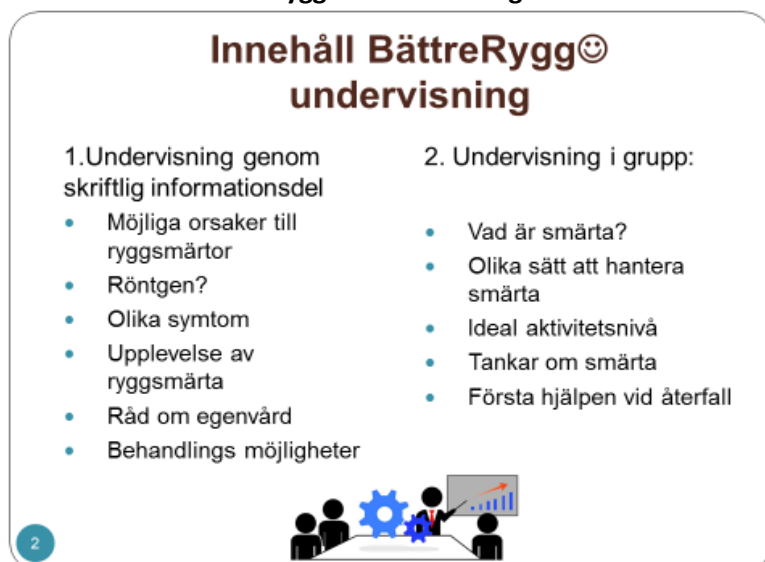 Innehåll BättreRygg☺
undervisning
1.Undervisning genom
skriftlig informationsdel
• Möjliga orsaker till
ryggsmärtor
• Röntgen?
• Olika symtom
• Upplevelse av
ryggsmärta
• Råd om egenvård
• Behandlings möjligheter
2. Undervisning i grupp:
• Vad är smärta?
• Olika sätt att hantera
smärta
• Ideal aktivitetsnivå
• Tankar om smärta
• Första hjälpen vid återfall
2